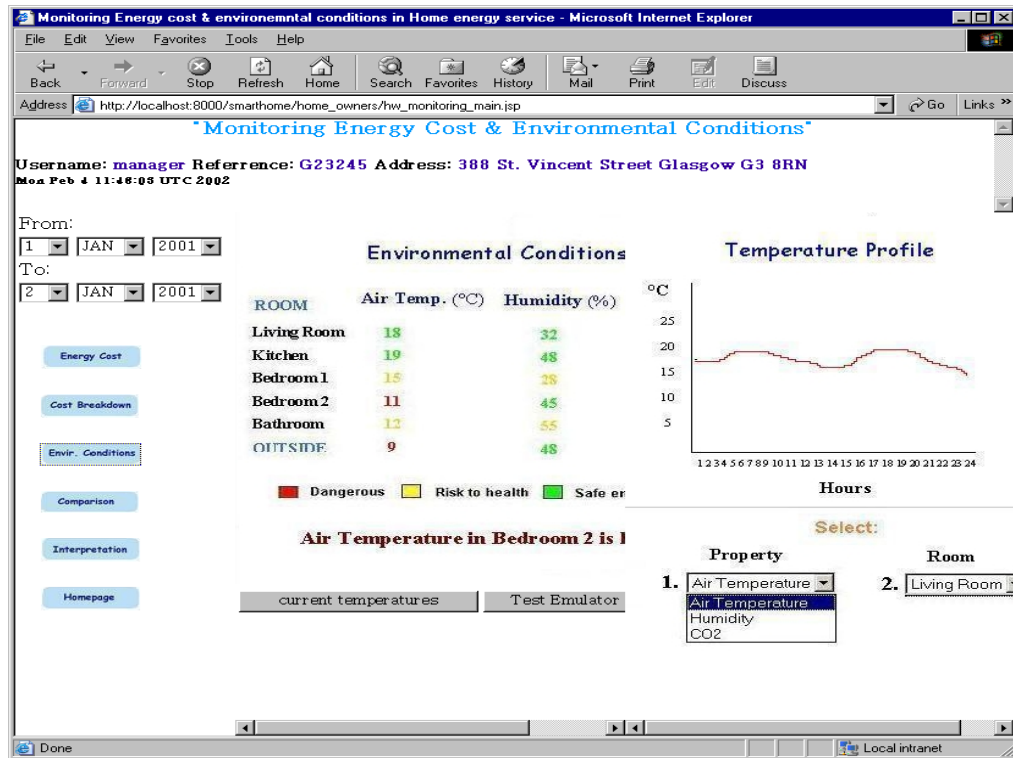 Monitoring Energy cost & environemntal conditions in Home energy service - Microsoft Internet Explorer
File Edit View Favorites Tools Help
Back Forward Stop Refresh Home Search Favorites History Mail Print Edit Discuss
Address http://localhost:8000/smarthome/home_owners/hw_monitoring_main.jsp Go Links »
"Monitoring Energy Cost & Environmental Conditions"
Username: manager Referrence: G23245 Address: 388 St. Vincent Street Glasgow G3 8RN
Mon Feb 4 11:46:03 UTC 2002
From:
1 JAN 2001
To:
2 JAN 2001
Energy Cost
Cost Breakdown
Envir. Conditions
Comparison
Interpretation
Homepage
Environmental Conditions
ROOM Air Temp. (°C) Humidity (%)
Living Room 18 32
Kitchen 19 48
Bedroom1 15 28
Bedroom2 11 45
Bathroom 12 55
OUTSIDE 9 48
Dangerous Risk to health Safe er
Air Temperature in Bedroom 2 is l
current temperatures Test Emulator
Temperature Profile
°C
25
20
15
10
5
1 2 3 4 5 6 7 8 9 10 11 12 13 14 15 16 17 18 19 20 21 22 23 24
Hours
Select:
Property Room
1. Air Temperature 2. Living Room
Air Temperature
Humidity
CO2
Done Local intranet